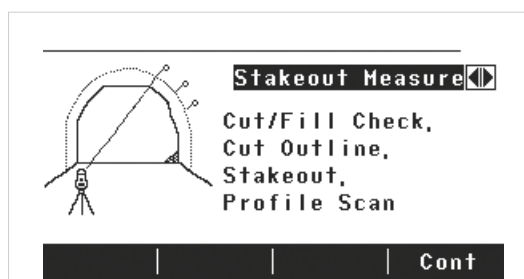 Stakeout Measure
Cut/Fill Check,
Cut Outline,
Stakeout,
Profile Scan
Cont